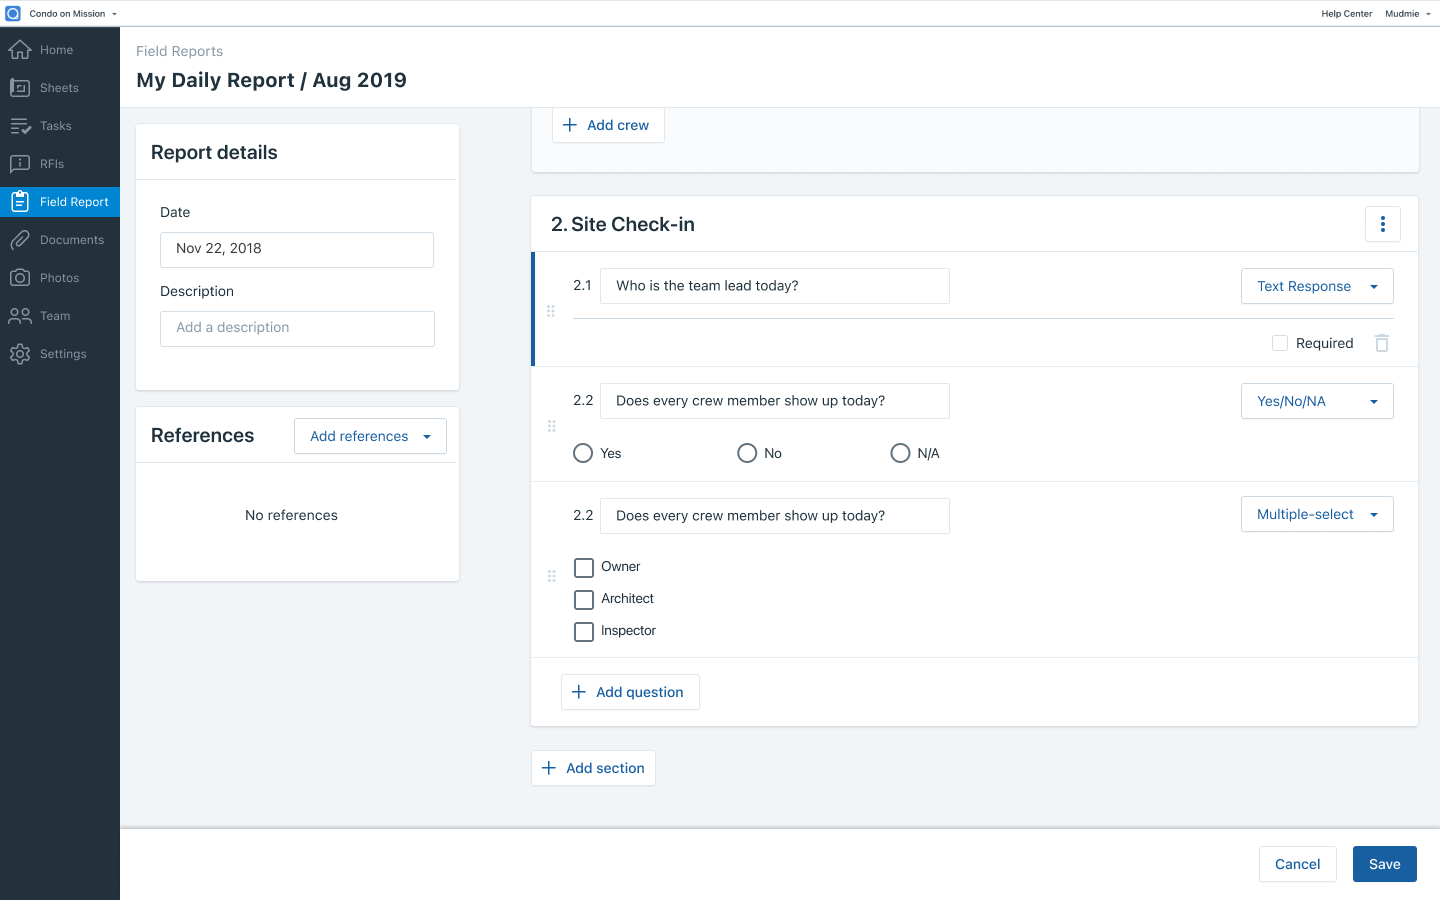 Condo on Mission
Help Center
Mudmie
Home
Sheets
Tasks
RFIs
Field Report
Documents
Photos
Team
Settings
Field Reports
My Daily Report / Aug 2019
Report details
Date
Nov 22, 2018
Description
Add a description
References
Add references
No references
Add crew
2. Site Check-in
2.1 Who is the team lead today?
Text Response
Required
2.2 Does every crew member show up today?
Yes/No/NA
Yes No N/A
2.2 Does every crew member show up today?
Multiple-select
Owner
Architect
Inspector
Add question
Add section
Cancel
Save